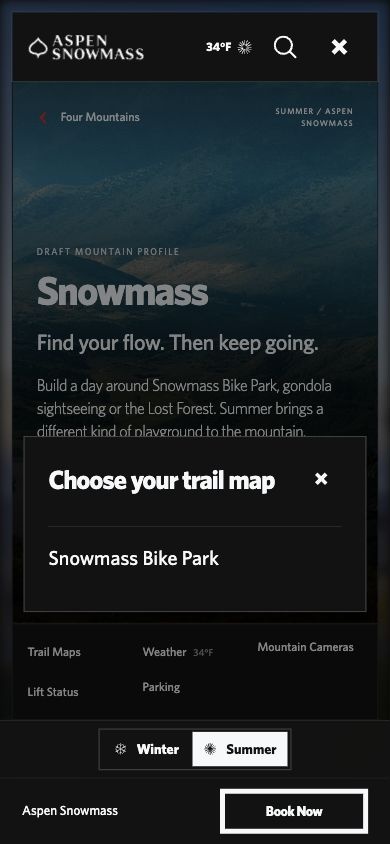 ASPEN
SNOWMASS
34°F
Four Mountains
SUMMER / ASPEN
SNOWMASS
DRAFT MOUNTAIN PROFILE
Snowmass
Find your flow. Then keep going.
Build a day around Snowmass Bike Park, gondola
sightseeing or the Lost Forest. Summer brings a
different kind of playground to the mountain.
Choose your trail map
Snowmass Bike Park
Trail Maps
Weather 34°F
Mountain Cameras
Lift Status
Parking
Winter
Summer
Aspen Snowmass
Book Now